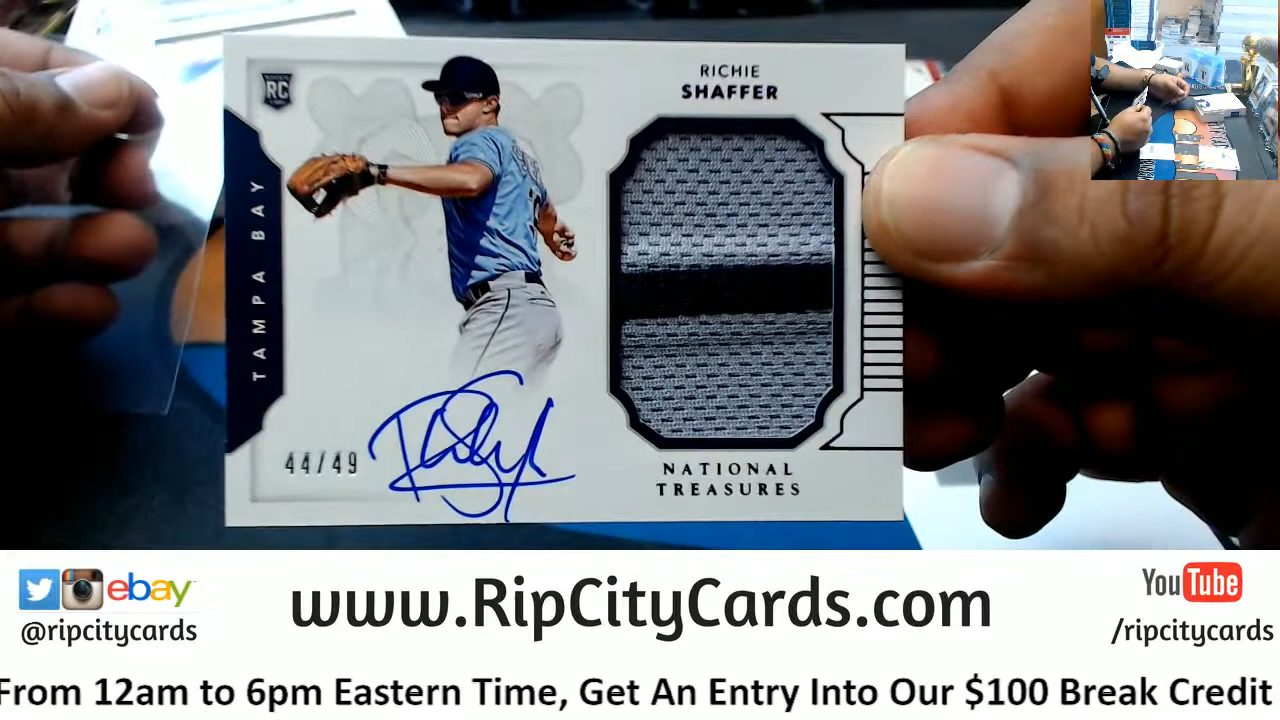 RC
RICHIE
SHAFFER
TAMPA BAY
44/49
NATIONAL
TREASURES
ebay
@ripcitycards
www.RipCityCards.com
YouTube
/ripcitycards
From 12am to 6pm Eastern Time, Get An Entry Into Our $100 Break Credit